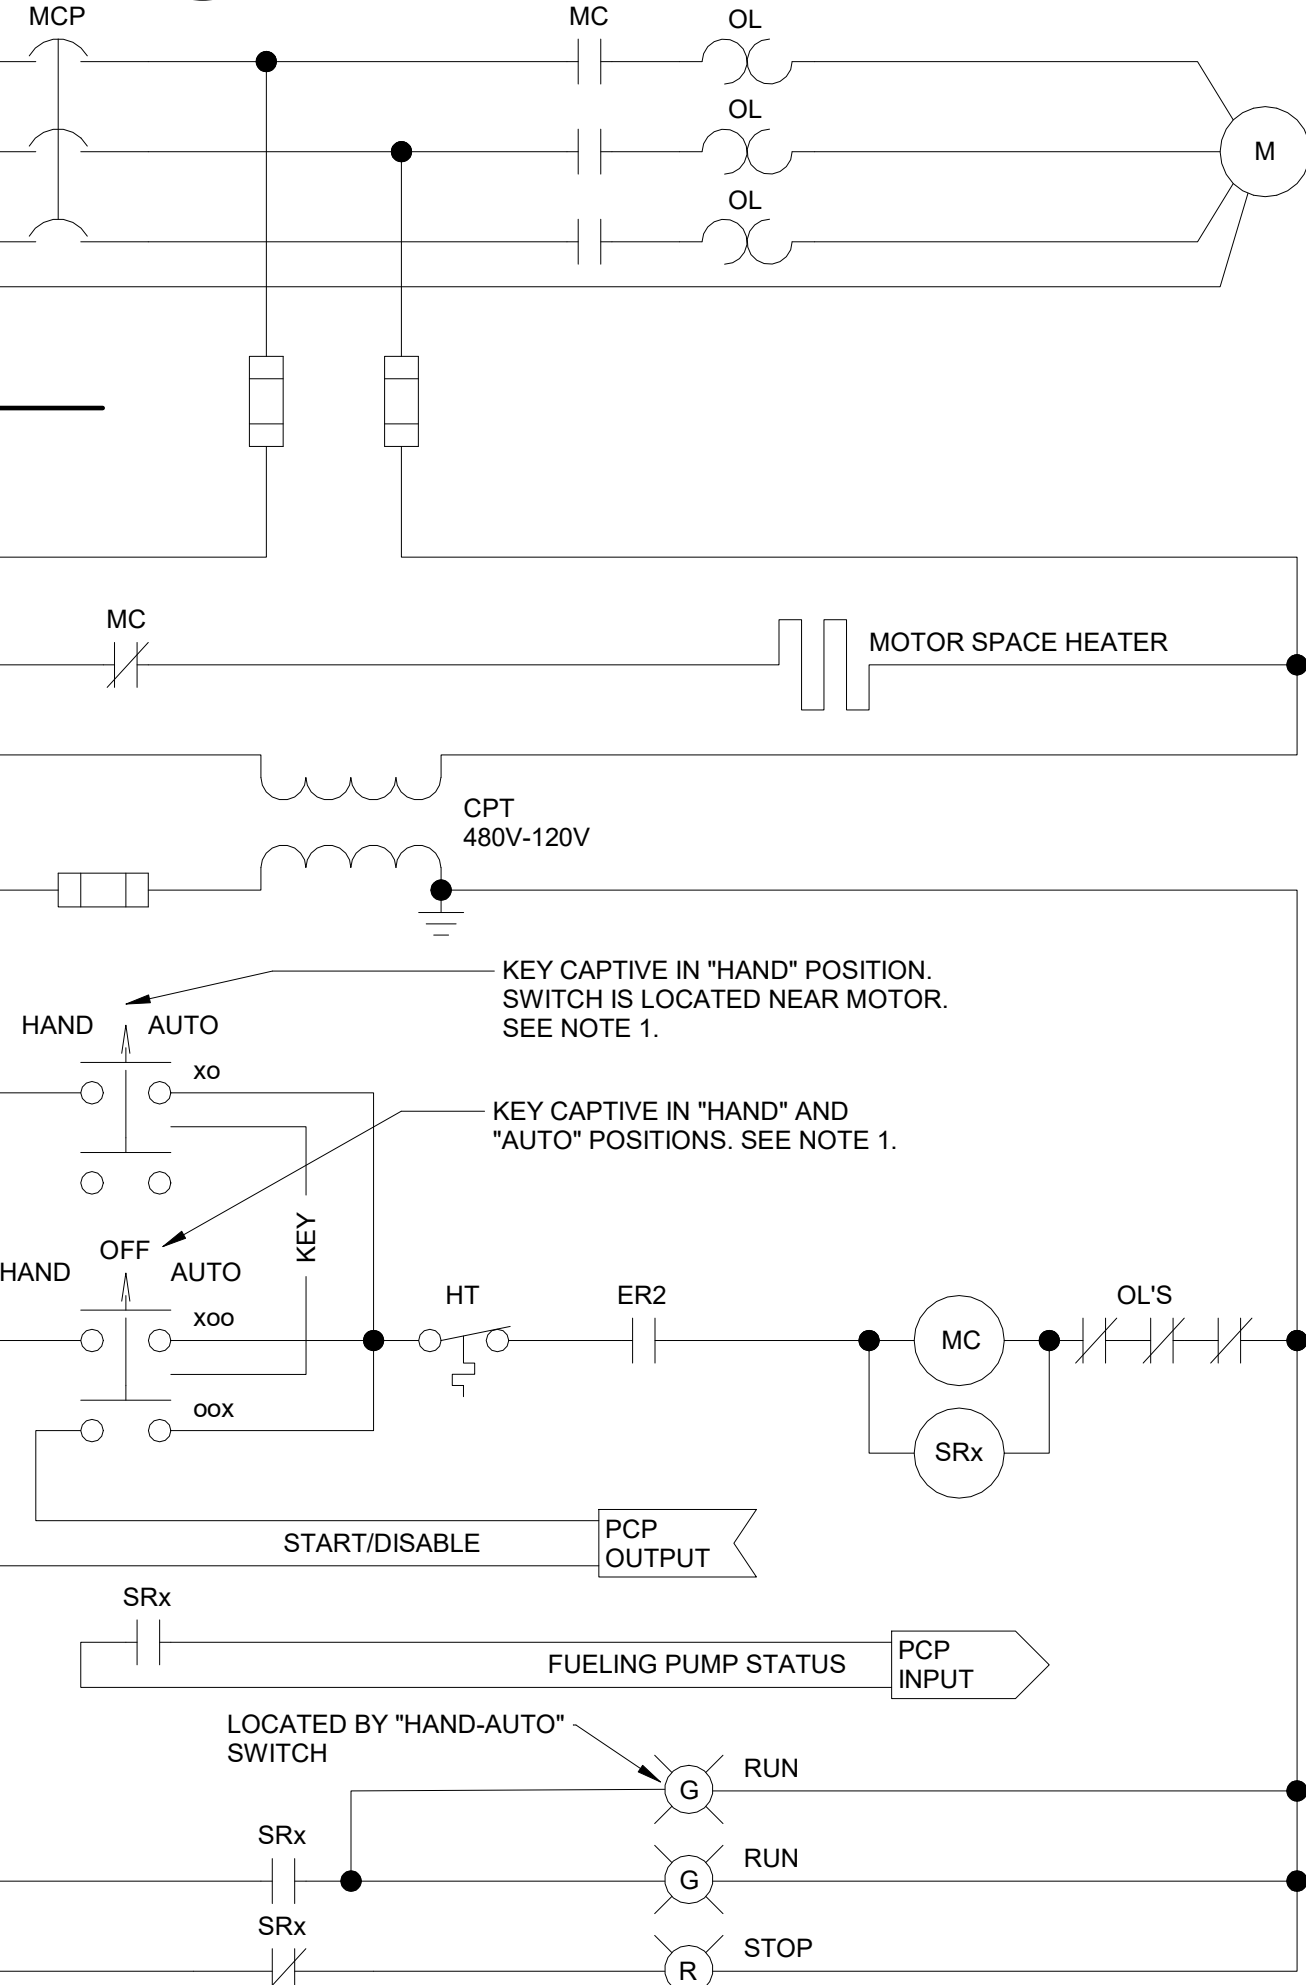 MCP
MC
OL
OL
M
OL
MC
MOTOR SPACE HEATER
CPT
480V-120V
KEY CAPTIVE IN "HAND" POSITION.
SWITCH IS LOCATED NEAR MOTOR.
SEE NOTE 1.
HAND
AUTO
xo
KEY CAPTIVE IN "HAND" AND
"AUTO" POSITIONS. SEE NOTE 1.
KEY
OFF
HAND
AUTO
xoo
HT
ER2
MC
OL'S
oox
SRx
START/DISABLE
PCP
OUTPUT
SRx
FUELING PUMP STATUS
PCP
INPUT
LOCATED BY "HAND-AUTO"
SWITCH
G
RUN
SRx
G
RUN
SRx
R
STOP